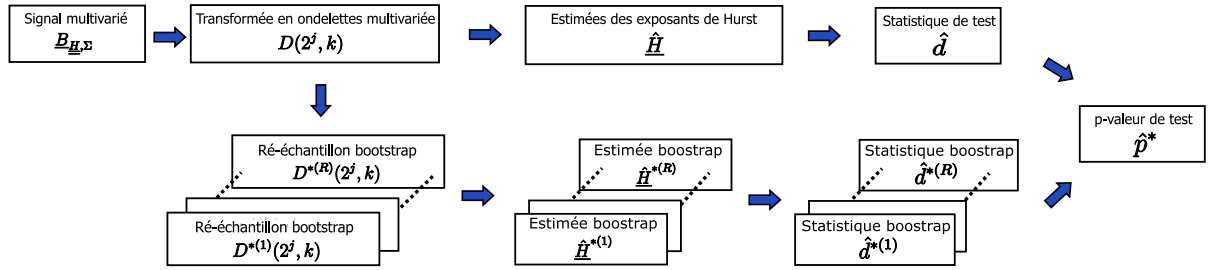 Signal multivarié
B_{H,Σ}
Transformée en ondelettes multivariée
D(2^j, k)
Estimées des exposants de Hurst
Ĥ
Statistique de test
d̂
p-valeur de test
p̂*
Ré-échantillon bootstrap
D*^{(R)}(2^j, k)
Estimée boostrap
Ĥ*^{(R)}
Statistique boostrap
d̂*^{(R)}
Ré-échantillon bootstrap
D*^{(1)}(2^j, k)
Estimée boostrap
Ĥ*^{(1)}
Statistique boostrap
d̂*^{(1)}